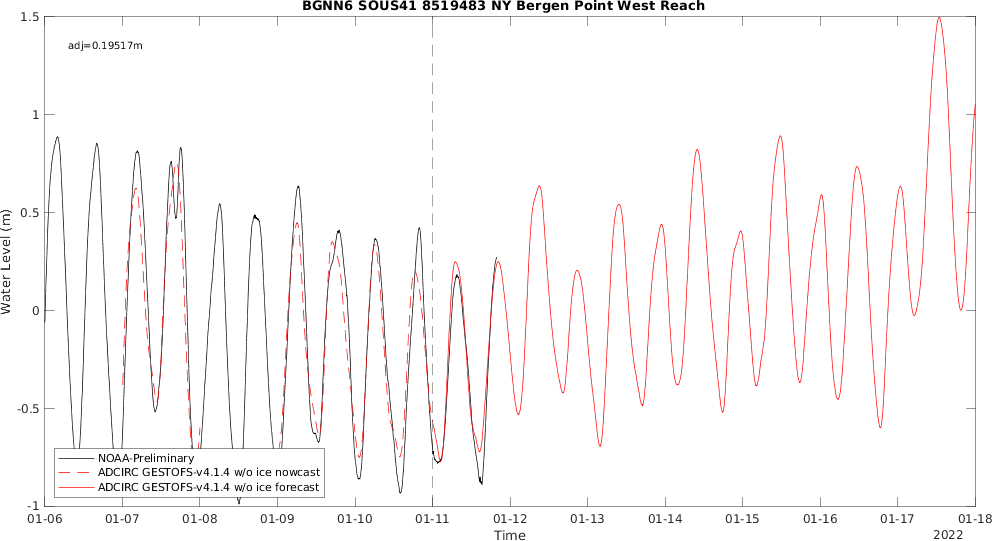 BGNN6 SOUS41 8519483 NY Bergen Point West Reach
adj=0.19517m
1.5
1
0.5
0
-0.5
-1
Water Level (m)
NOAA-Preliminary
ADCIRC GESTOFS-v4.1.4 w/o ice nowcast
ADCIRC GESTOFS-v4.1.4 w/o ice forecast
01-06 01-07 01-08 01-09 01-10 01-11 01-12 01-13 01-14 01-15 01-16 01-17 01-18
Time
2022